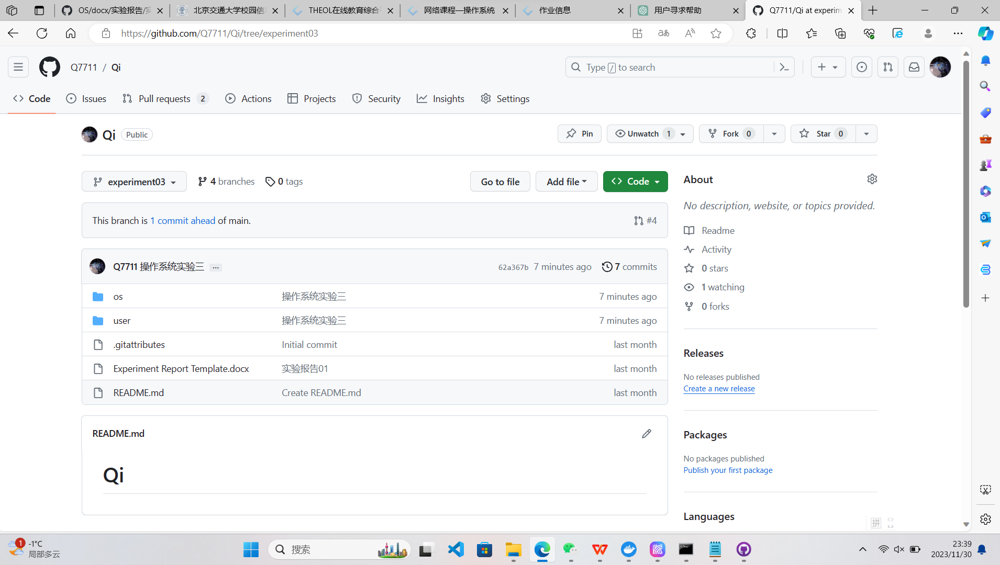 OS/docx/实验报告/实
北京交通大学校园信息
THEOL在线教育综合平
网络课程—操作系统
作业信息
用户寻求帮助
Q7711/Qi at experim
https://github.com/Q7711/Qi/tree/experiment03
Q7711 / Qi
Type / to search
Code
Issues
Pull requests 2
Actions
Projects
Security
Insights
Settings
Qi Public
Pin
Unwatch 1
Fork 0
Star 0
experiment03
4 branches
0 tags
Go to file
Add file
Code
About
No description, website, or topics provided.
This branch is 1 commit ahead of main.
#4
Readme
Activity
0 stars
1 watching
0 forks
Q7711 操作系统实验三 ...
62a367b 7 minutes ago
7 commits
os 操作系统实验三 7 minutes ago
user 操作系统实验三 7 minutes ago
.gitattributes Initial commit last month
Experiment Report Template.docx 实验报告01 last month
README.md Create README.md last month
Releases
No releases published
Create a new release
README.md
Qi
Packages
No packages published
Publish your first package
Languages
拼
1
-1°C
局部多云
搜索
23:39
2023/11/30